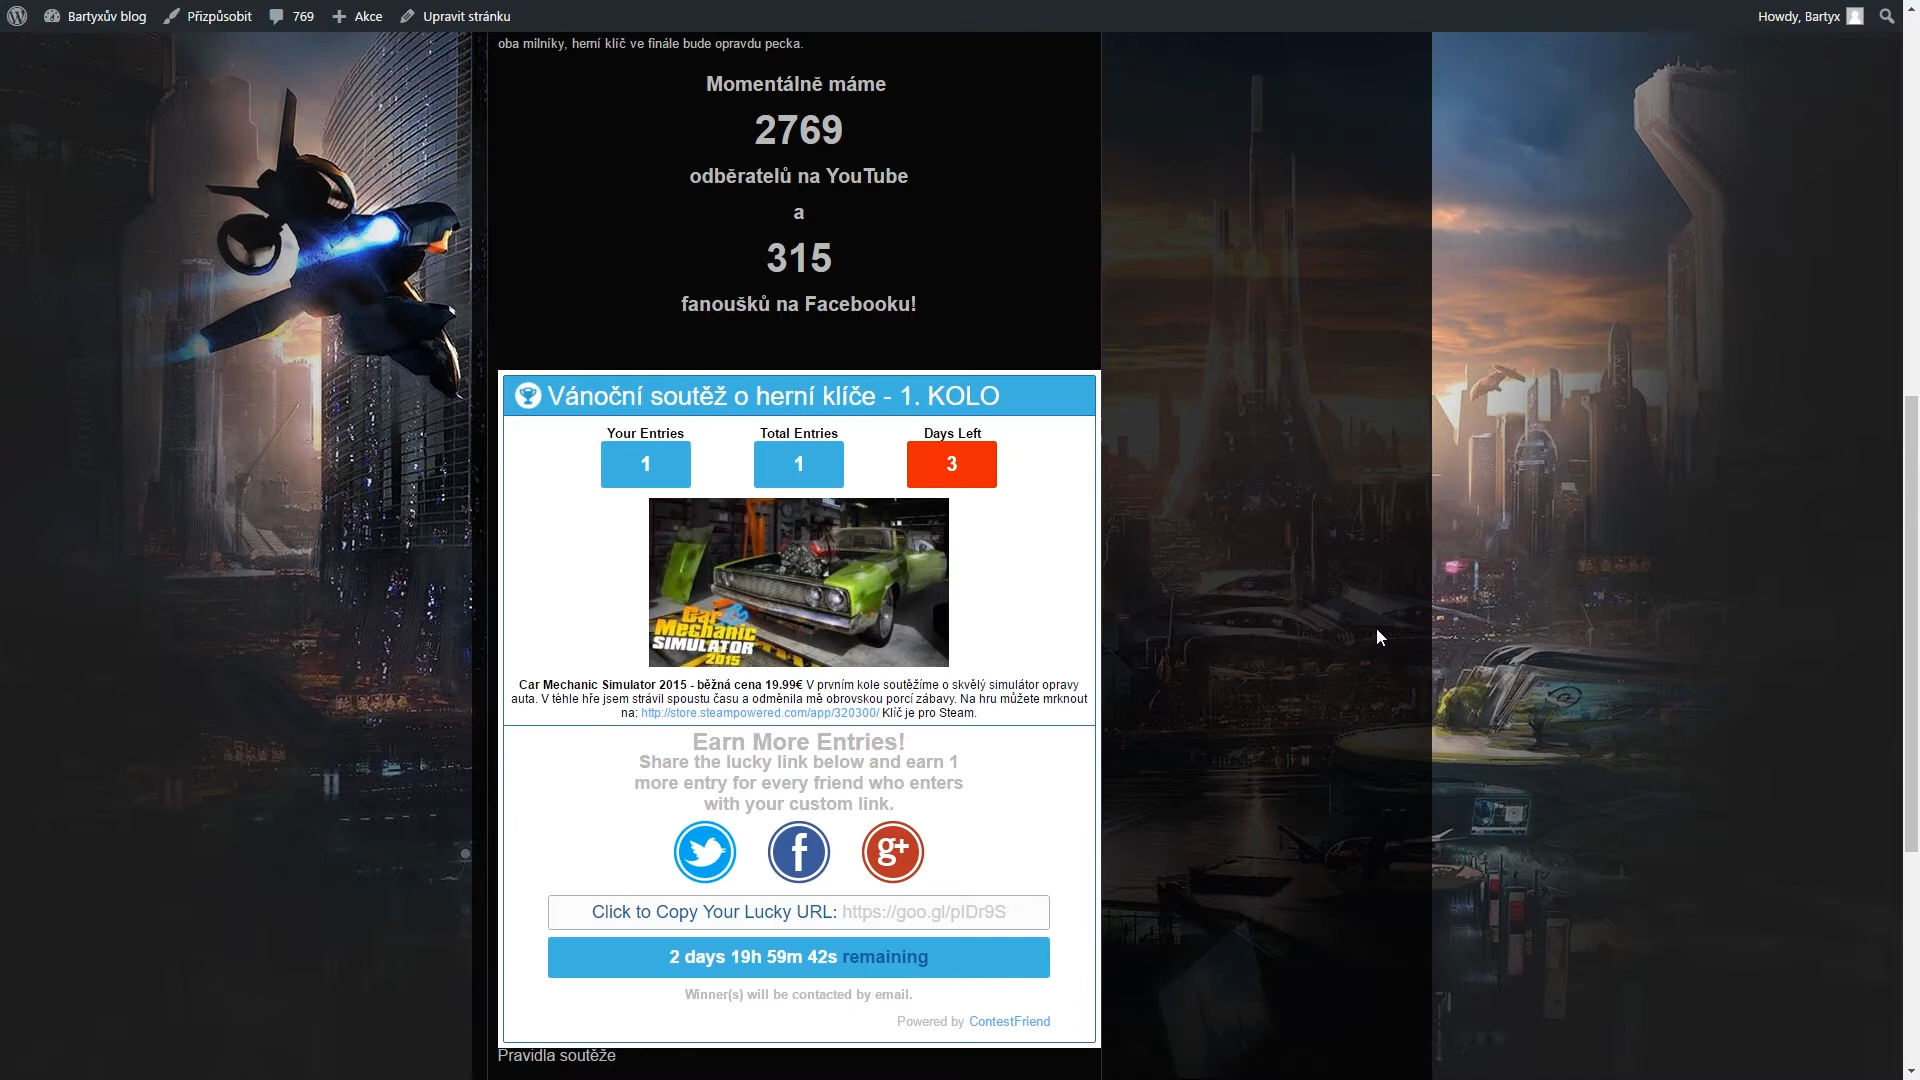 Bartyxův blog
Přizpůsobit
769
Akce
Upravit stránku
Howdy, Bartyx
oba milníky, herní klíč ve finále bude opravdu pecka.
Momentálně máme
2769
odběratelů na YouTube
a
315
fanoušků na Facebooku!
Vánoční soutěž o herní klíče - 1. KOLO
Your Entries
Total Entries
Days Left
1
1
3
Car
Mechanic
SIMULATOR
2015
Car Mechanic Simulator 2015 - běžná cena 19.99€ V prvním kole soutěžíme o skvělý simulátor opravy
auta. V téhle hře jsem strávil spoustu času a odměnila mě obrovskou porcí zábavy. Na hru můžete mrknout
na: http://store.steampowered.com/app/320300/ Klíč je pro Steam.
Earn More Entries!
Share the lucky link below and earn 1
more entry for every friend who enters
with your custom link.
f
g+
Click to Copy Your Lucky URL: https://goo.gl/pIDr9S
2 days 19h 59m 42s remaining
Winner(s) will be contacted by email.
Powered by ContestFriend
Pravidla soutěže